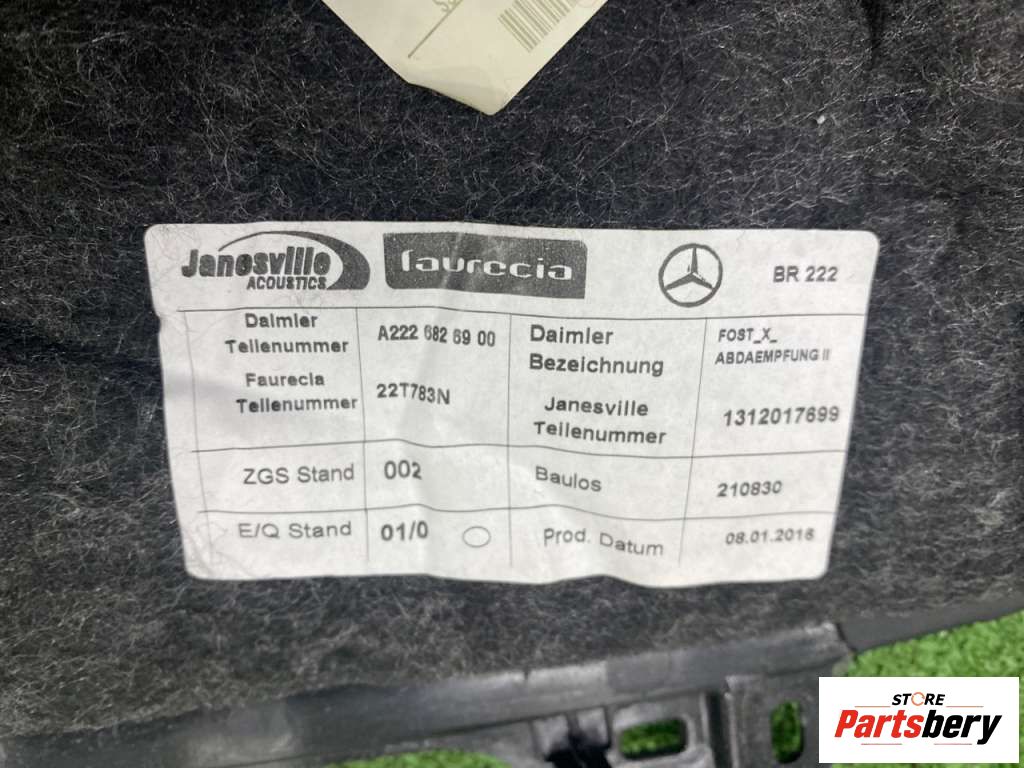 Janesville
ACOUSTICS
faurecia
BR 222
Daimler
Teilenummer
A222 682 69 00
Daimler
Bezeichnung
FOST_X_
ABDAEMPFUNG II
Faurecia
Teilenummer
22T783N
Janesville
Teilenummer
1312017699
ZGS Stand
002
Baulos
210830
E/Q Stand
01/0
Prod. Datum
08.01.2016
STORE
Partsbery